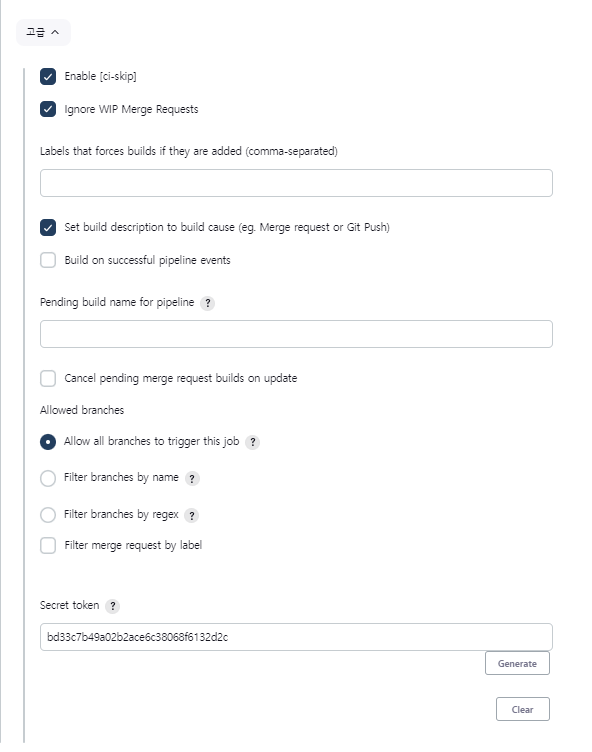 고급
Enable [ci-skip]
Ignore WIP Merge Requests
Labels that forces builds if they are added (comma-separated)
Set build description to build cause (eg. Merge request or Git Push)
Build on successful pipeline events
Pending build name for pipeline ?
Cancel pending merge request builds on update
Allowed branches
Allow all branches to trigger this job ?
Filter branches by name ?
Filter branches by regex ?
Filter merge request by label
Secret token ?
bd33c7b49a02b2ace6c38068f6132d2c
Generate
Clear